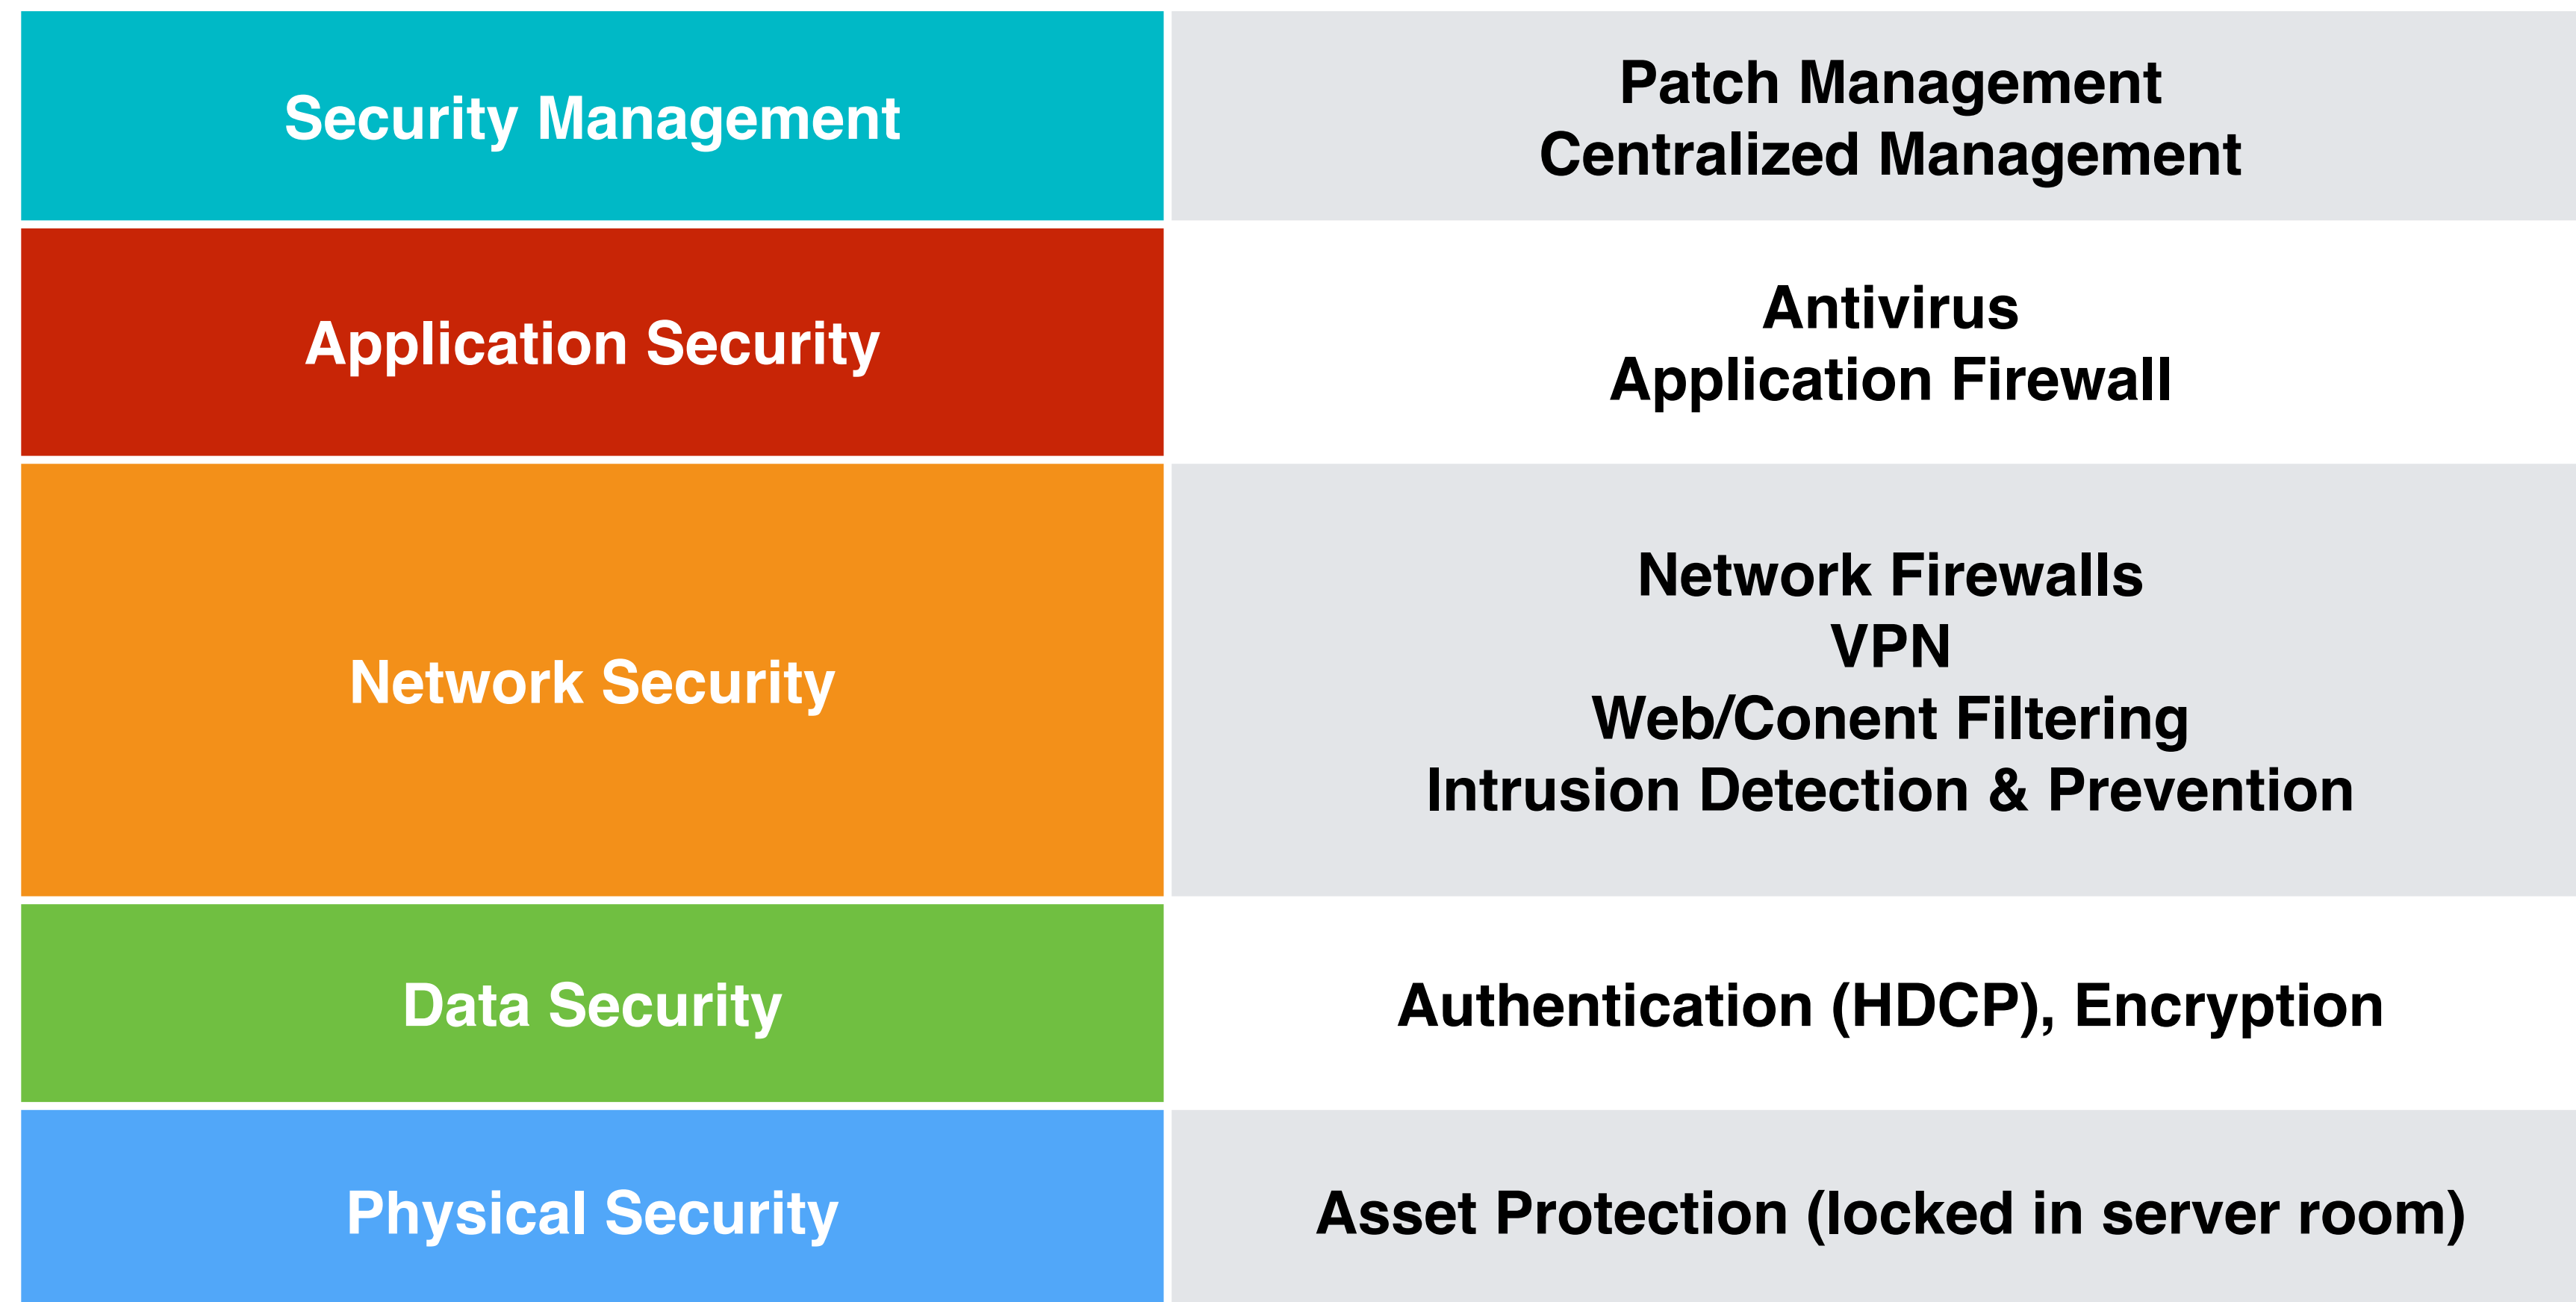 Security Management
Patch Management
Centralized Management
Application Security
Antivirus
Application Firewall
Network Security
Network Firewalls
VPN
Web/Conent Filtering
Intrusion Detection & Prevention
Data Security
Authentication (HDCP), Encryption
Physical Security
Asset Protection (locked in server room)